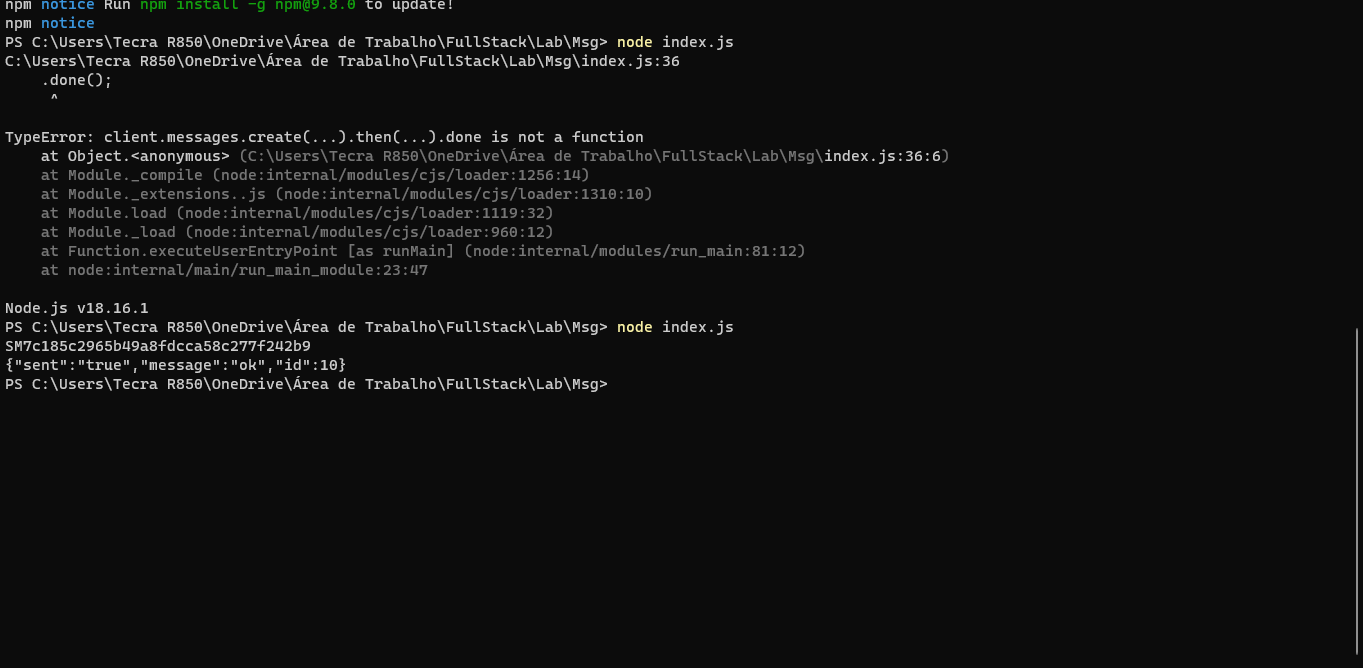 npm notice Run npm install -g npm@9.8.0 to update!
npm notice
PS C:\Users\Tecra R850\OneDrive\Área de Trabalho\FullStack\Lab\Msg> node index.js
C:\Users\Tecra R850\OneDrive\Área de Trabalho\FullStack\Lab\Msg\index.js:36
    .done();
     ^
TypeError: client.messages.create(...).then(...).done is not a function
    at Object.<anonymous> (C:\Users\Tecra R850\OneDrive\Área de Trabalho\FullStack\Lab\Msg\index.js:36:6)
    at Module._compile (node:internal/modules/cjs/loader:1256:14)
    at Module._extensions..js (node:internal/modules/cjs/loader:1310:10)
    at Module.load (node:internal/modules/cjs/loader:1119:32)
    at Module._load (node:internal/modules/cjs/loader:960:12)
    at Function.executeUserEntryPoint [as runMain] (node:internal/modules/run_main:81:12)
    at node:internal/main/run_main_module:23:47
Node.js v18.16.1
PS C:\Users\Tecra R850\OneDrive\Área de Trabalho\FullStack\Lab\Msg> node index.js
SM7c185c2965b49a8fdcca58c277f242b9
{"sent":"true","message":"ok","id":10}
PS C:\Users\Tecra R850\OneDrive\Área de Trabalho\FullStack\Lab\Msg>